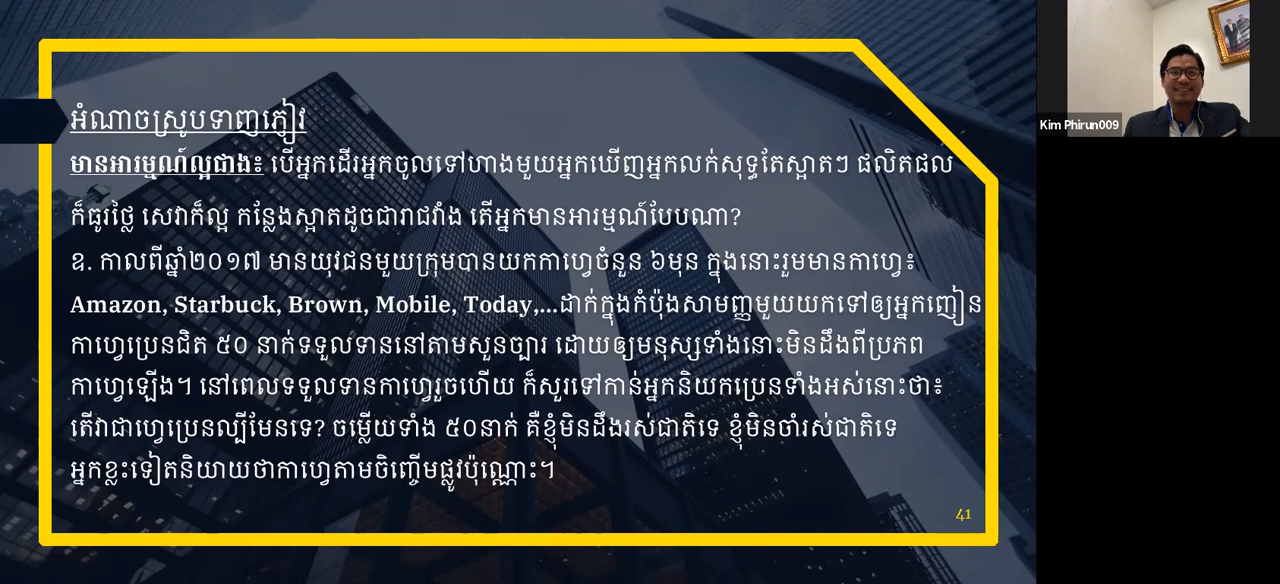 អំណាចស្រូបទាញភ្ញៀវ
មានអារម្មណ៍ល្អជាង៖ បើអ្នកដើរអ្នកចូលទៅហាងមួយអ្នកឃើញអ្នកលក់សុទ្ធតែស្អាតៗ ផលិតផល
ក៏ធូរថ្លៃ សេវាក៏ល្អ កន្លែងស្អាតដូចជារាជវាំង តើអ្នកមានអារម្មណ៍បែបណា?
ឧ. កាលពីឆ្នាំ២០១៧ មានយុវជនមួយក្រុមបានយកកាហ្វេចំនួន ៦មុន ក្នុងនោះរួមមានកាហ្វេ៖
Amazon, Starbuck, Brown, Mobile, Today,...ដាក់ក្នុងកំប៉ុងសាមញ្ញមួយយកទៅឲ្យអ្នកញៀន
កាហ្វេប្រេនជិត ៥០ នាក់ទទួលទាននៅតាមសួនច្បារ ដោយឲ្យមនុស្សទាំងនោះមិនដឹងពីប្រភព
កាហ្វេឡើង។ នៅពេលទទួលទានកាហ្វេរួចហើយ ក៏សួរទៅកាន់អ្នកនិយកប្រេនទាំងអស់នោះថា៖
តើវាជាហ្វេប្រេនល្បីមែនទេ? ចម្លើយទាំង ៥០នាក់ គឺខ្ញុំមិនដឹងរស់ជាតិទេ ខ្ញុំមិនចាំរស់ជាតិទេ
អ្នកខ្លះទៀតនិយាយថាកាហ្វេតាមចិញ្ចើមផ្លូវប៉ុណ្ណោះ។
41
Kim Phirun009